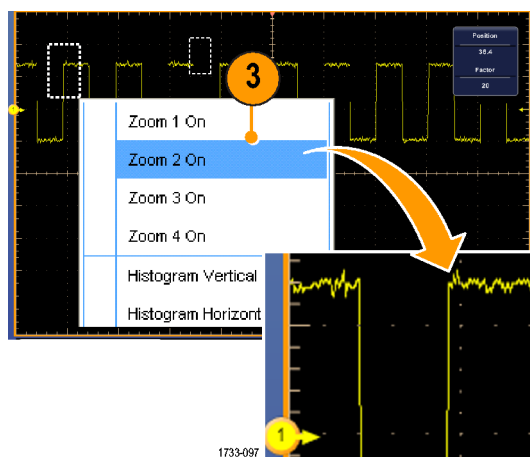 Position
36.4
Factor
20
3
1
Zoom 1 On
Zoom 2 On
Zoom 3 On
Zoom 4 On
Histogram Vertical
Histogram Horizont
1
1733-097